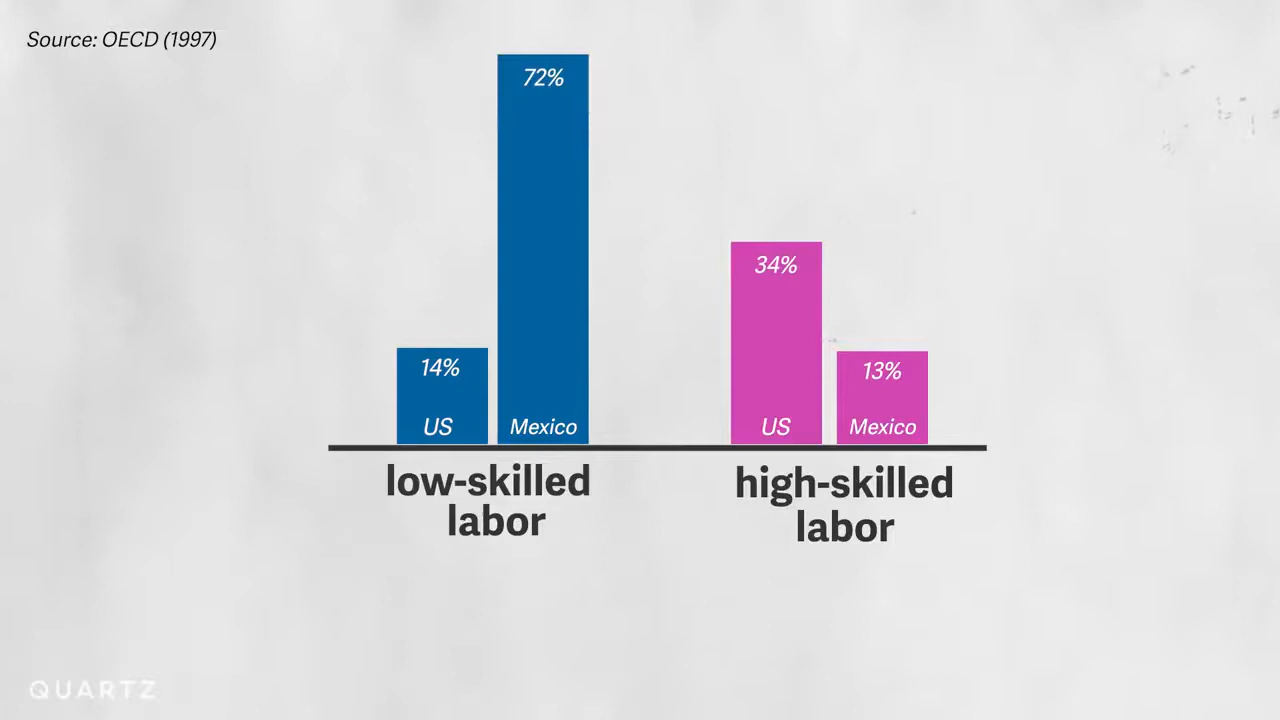 Source: OECD (1997)
72%
34%
14%
13%
US
Mexico
US
Mexico
low-skilled
labor
high-skilled
labor
QUARTZ